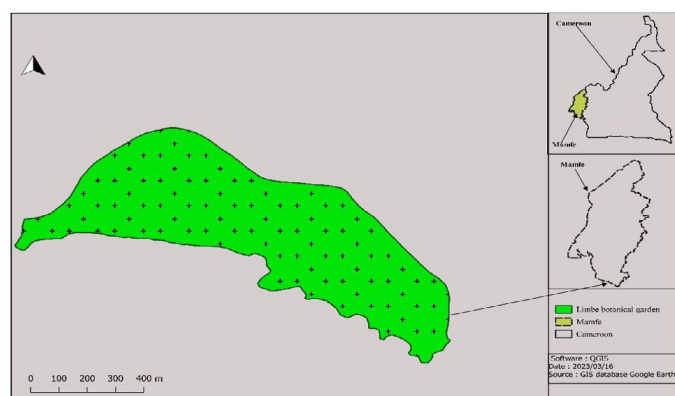 Cameroon
Mamfe
Mamfe
Limbe botanical garden
Mamfe
Cameroon
Software : QGIS
Date : 2023/03/16
Source : GIS database Google Earth
0 100 200 300 400 m